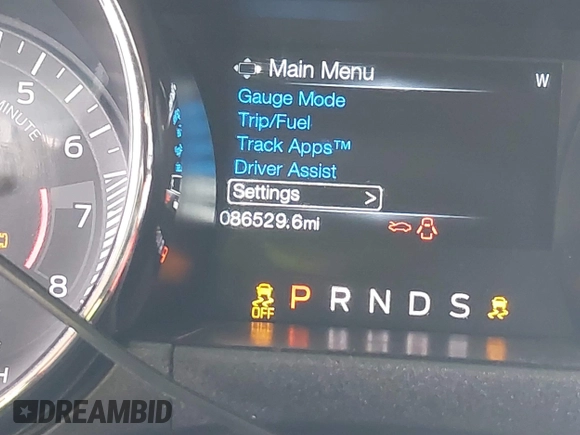 Main Menu
W
Gauge Mode
Trip/Fuel
Track Apps™
Driver Assist
Settings >
086529.6mi
OFF P R N D S
5
6
7
8
MINUTE
H
DREAMBID